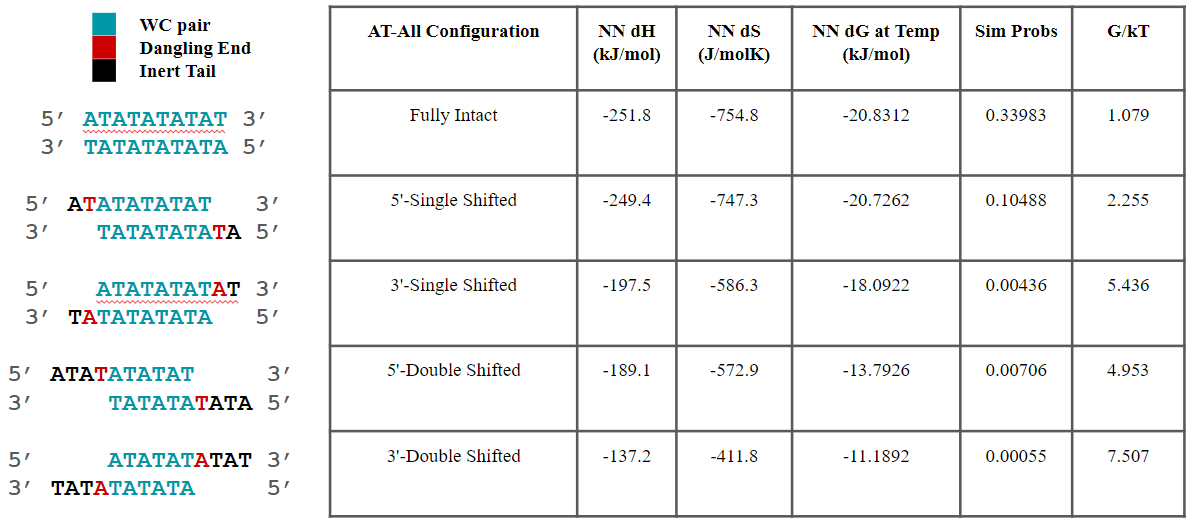 WC pair
Dangling End
Inert Tail
5′ ATATATATAT 3′
3′ TATATATATA 5′
5′ ATATATATAT 3′
3′ TATATATATA 5′
5′ ATATATATAT 3′
3′ TATATATATA 5′
5′ ATATATATAT 3′
3′ TATATATATA 5′
5′ ATATATATAT 3′
3′ TATATATATA 5′
AT-All Configuration NN dH (kJ/mol) NN dS (J/molK) NN dG at Temp (kJ/mol) Sim Probs G/kT
Fully Intact -251.8 -754.8 -20.8312 0.33983 1.079
5'-Single Shifted -249.4 -747.3 -20.7262 0.10488 2.255
3'-Single Shifted -197.5 -586.3 -18.0922 0.00436 5.436
5'-Double Shifted -189.1 -572.9 -13.7926 0.00706 4.953
3'-Double Shifted -137.2 -411.8 -11.1892 0.00055 7.507